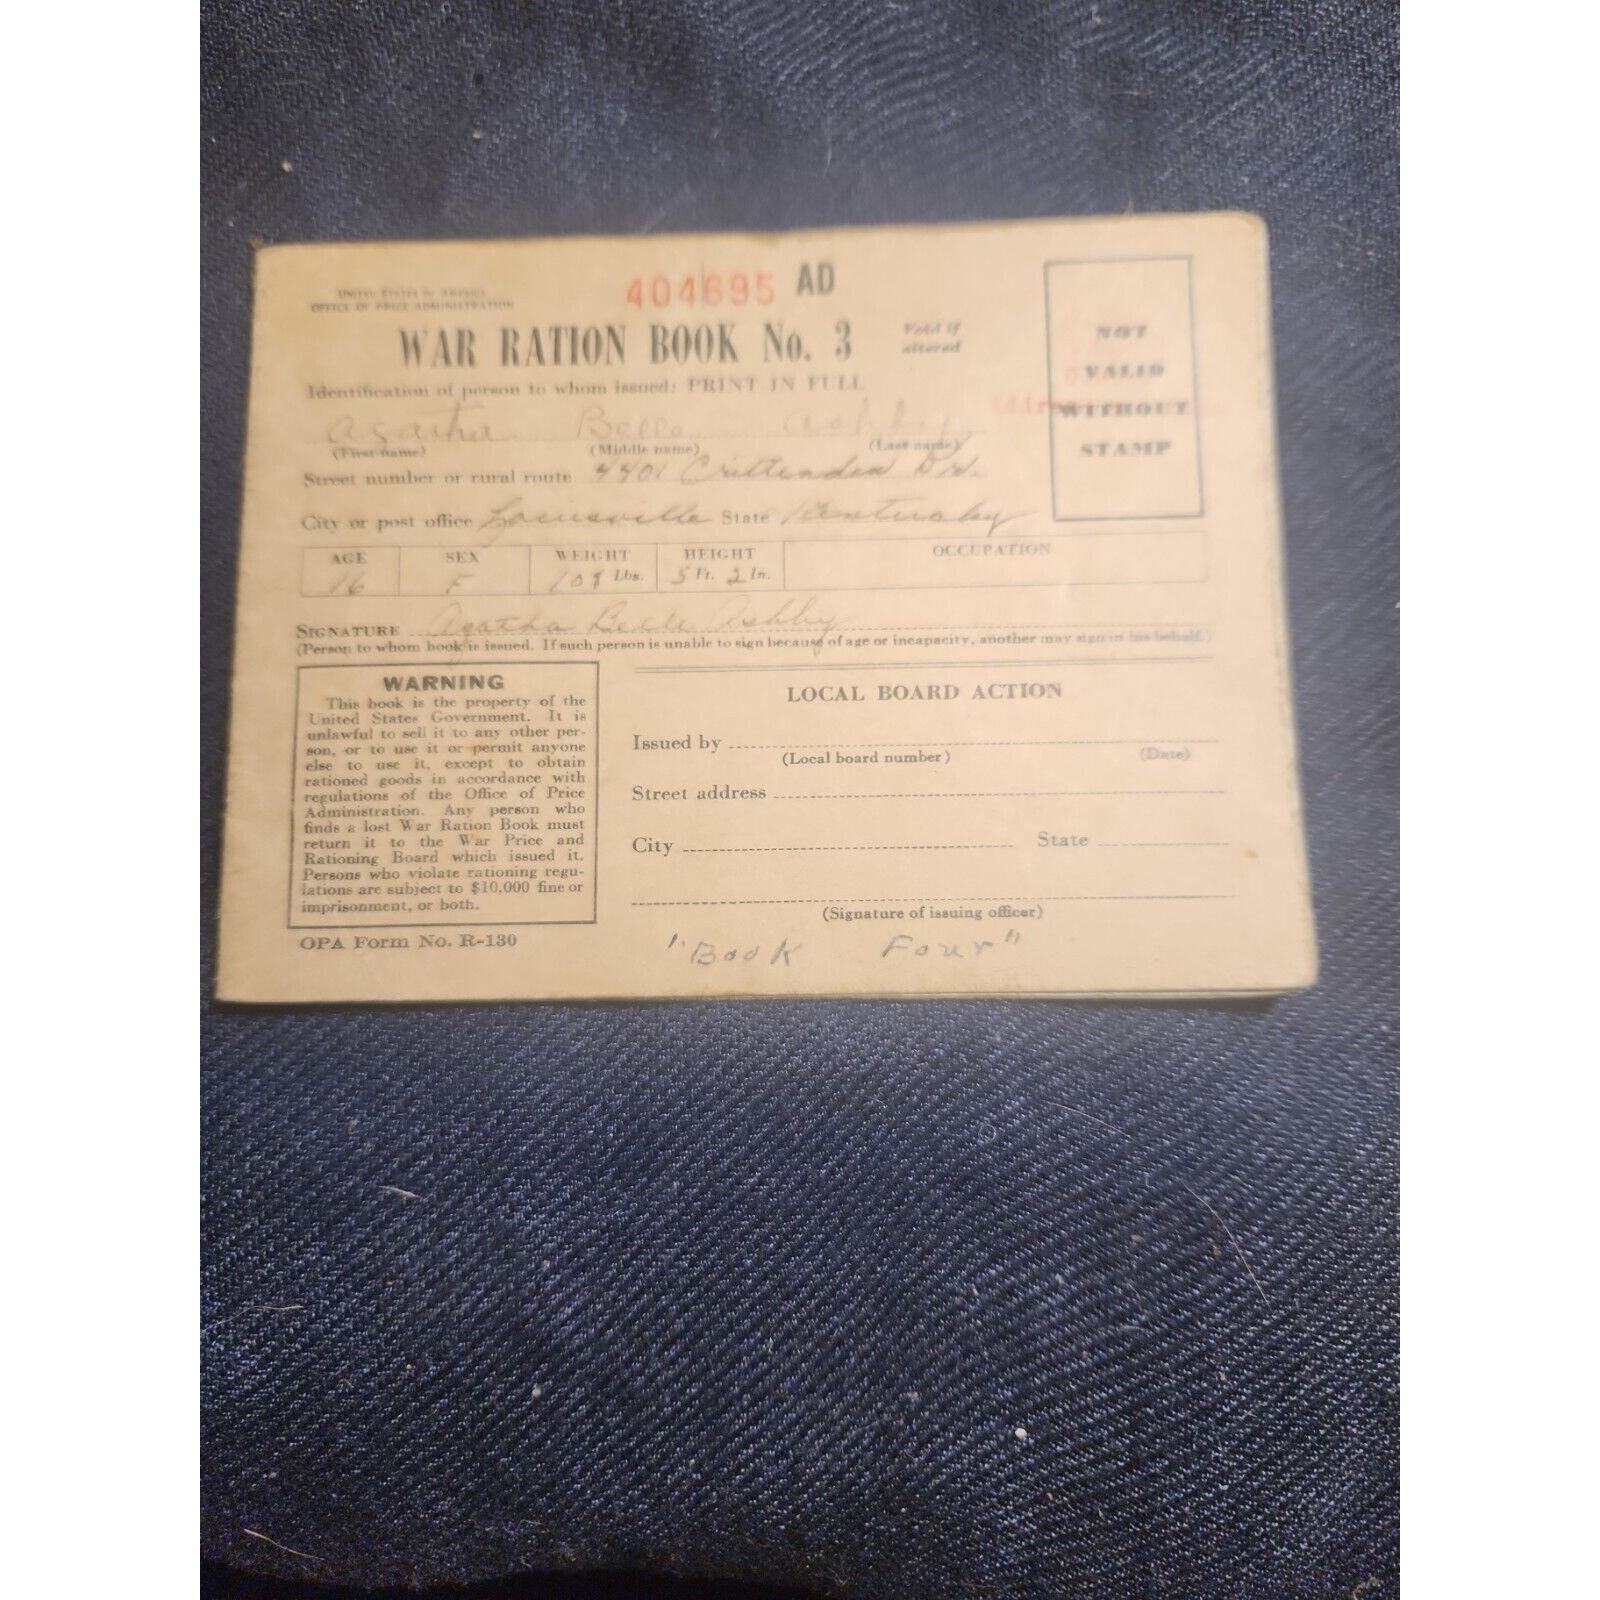 UNITED STATES OF AMERICA
OFFICE OF PRICE ADMINISTRATION
404695 AD
WAR RATION BOOK No. 3
Void if
altered
NOT
VALID
WITHOUT
STAMP
Identification of person to whom issued: PRINT IN FULL
Agatha Belle Ashby
(First name) (Middle name) (Last name)
Street number or rural route 4401 Crittenden Dr.
City or post office Louisville State Kentucky
AGE SEX WEIGHT HEIGHT OCCUPATION
16 F 108 Lbs. 5 Ft. 2 In.
SIGNATURE Agatha Belle Ashby
(Person to whom book is issued. If such person is unable to sign because of age or incapacity, another may sign in his behalf.)
WARNING
This book is the property of the
United States Government. It is
unlawful to sell it to any other per-
son, or to use it or permit anyone
else to use it, except to obtain
rationed goods in accordance with
regulations of the Office of Price
Administration. Any person who
finds a lost War Ration Book must
return it to the War Price and
Rationing Board which issued it.
Persons who violate rationing regu-
lations are subject to $10,000 fine or
imprisonment, or both.
OPA Form No. R-130
LOCAL BOARD ACTION
Issued by
(Local board number) (Date)
Street address
City State
(Signature of issuing officer)
"Book Four"